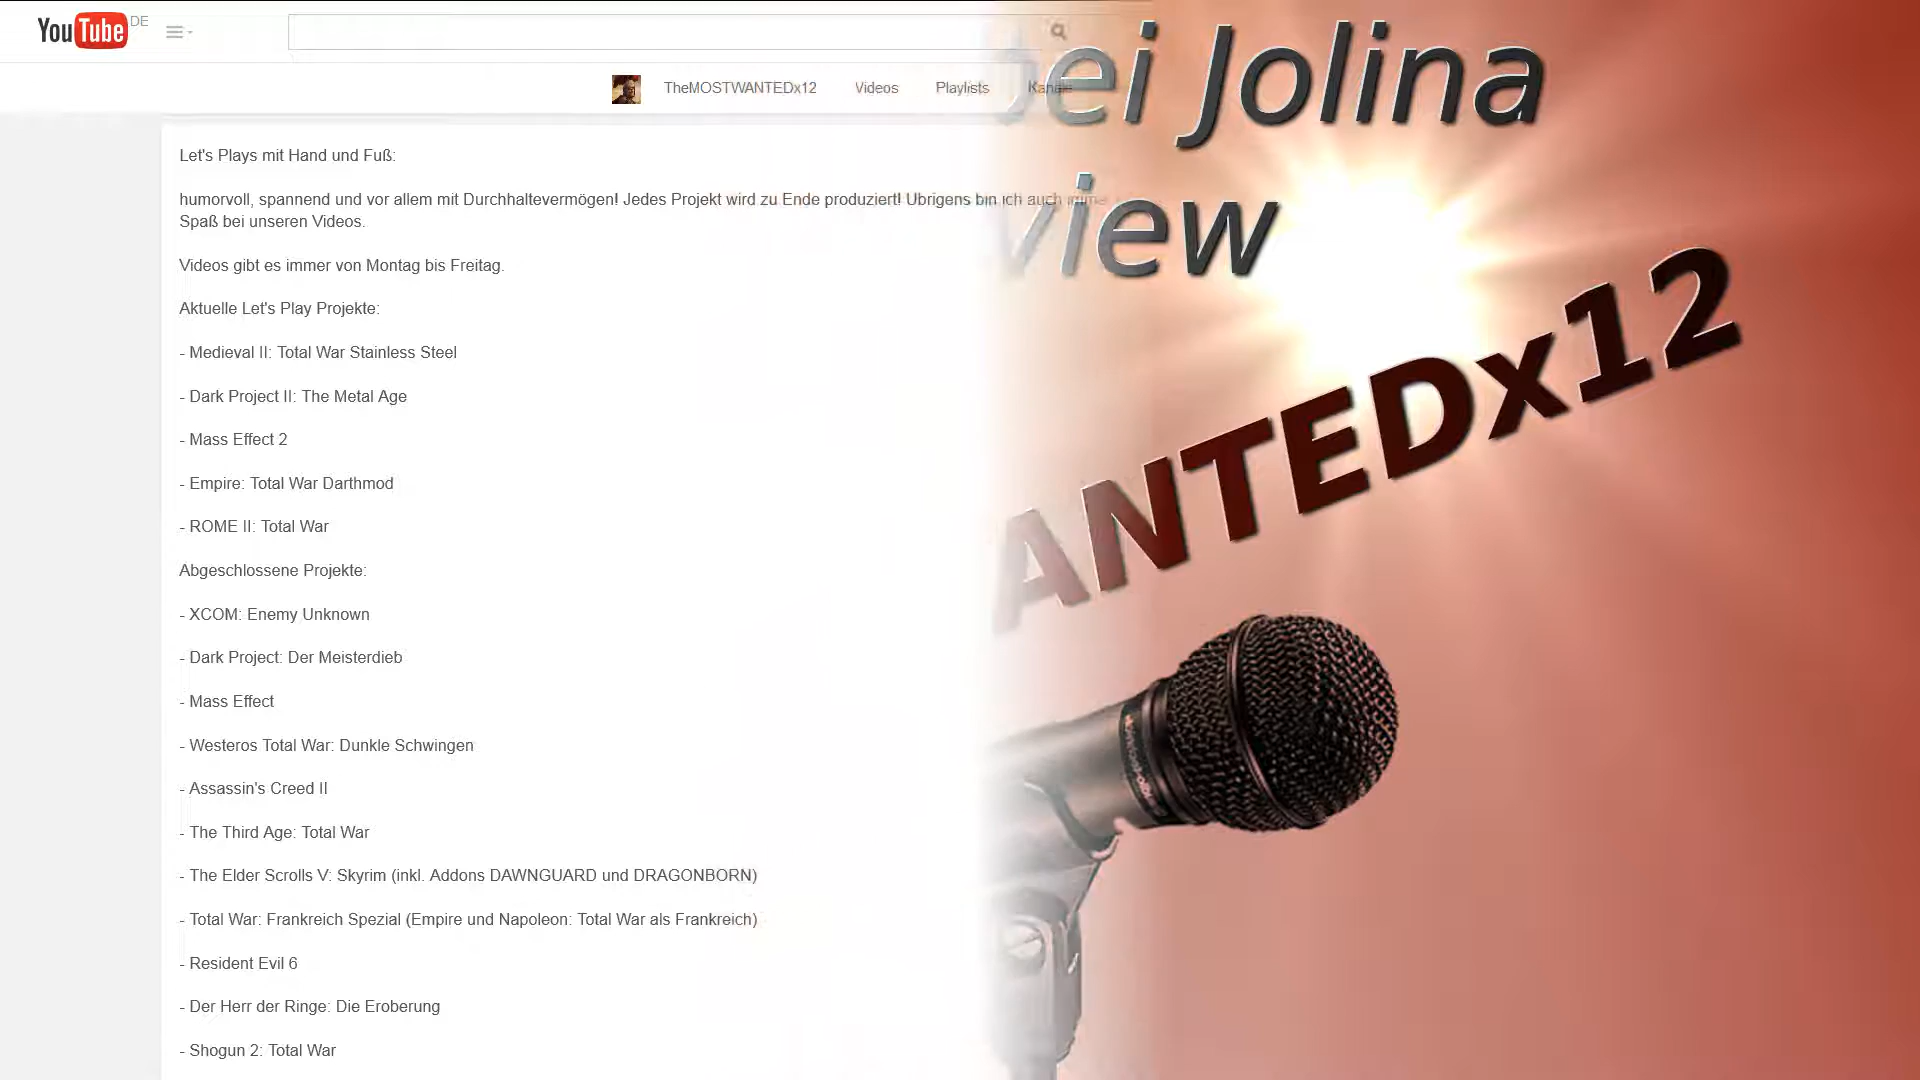 YouTube DE
TheMOSTWANTEDx12 Videos Playlists Kanäle
ei Jolina
view
ANTEDx12
Let's Plays mit Hand und Fuß:
humorvoll, spannend und vor allem mit Durchhaltevermögen! Jedes Projekt wird zu Ende produziert! Übrigens bin ich auch imme
Spaß bei unseren Videos.
Videos gibt es immer von Montag bis Freitag.
Aktuelle Let's Play Projekte:
- Medieval II: Total War Stainless Steel
- Dark Project II: The Metal Age
- Mass Effect 2
- Empire: Total War Darthmod
- ROME II: Total War
Abgeschlossene Projekte:
- XCOM: Enemy Unknown
- Dark Project: Der Meisterdieb
- Mass Effect
- Westeros Total War: Dunkle Schwingen
- Assassin's Creed II
- The Third Age: Total War
- The Elder Scrolls V: Skyrim (inkl. Addons DAWNGUARD und DRAGONBORN)
- Total War: Frankreich Spezial (Empire und Napoleon: Total War als Frankreich)
- Resident Evil 6
- Der Herr der Ringe: Die Eroberung
- Shogun 2: Total War